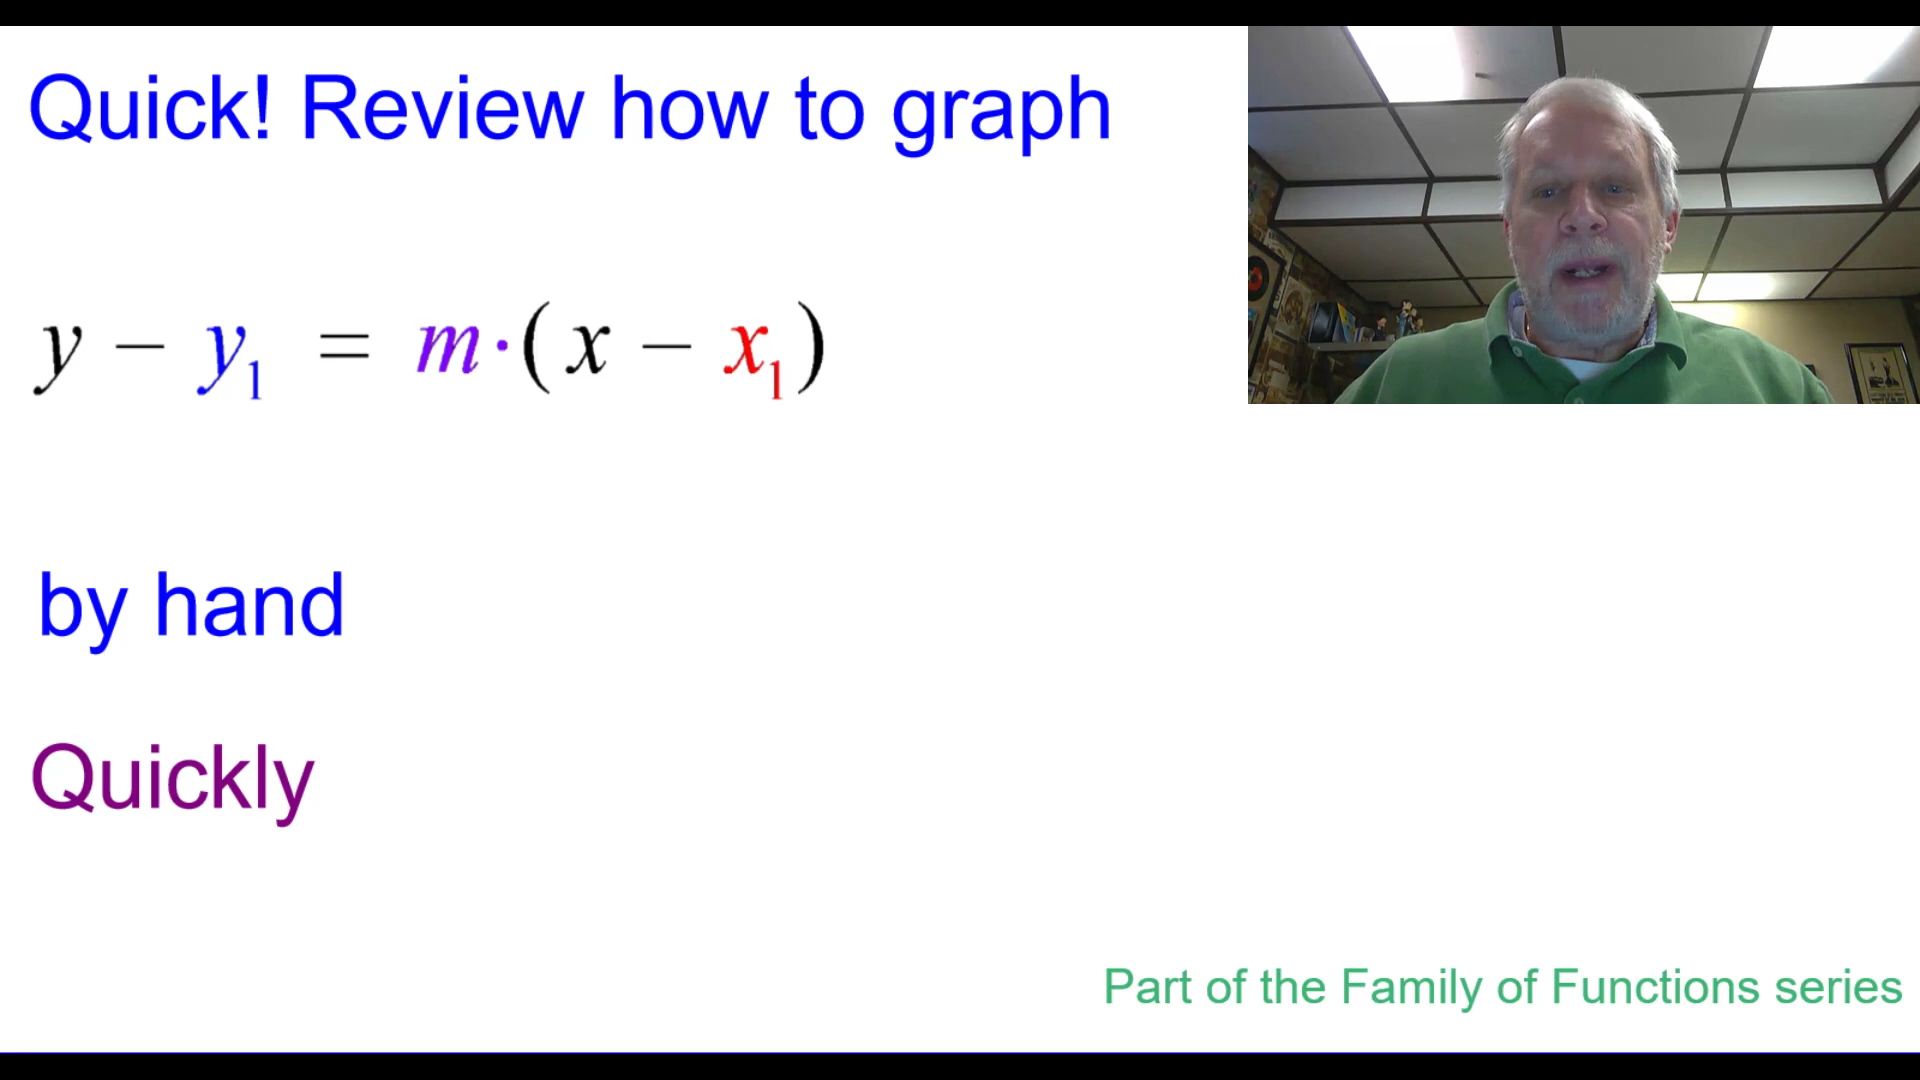 Quick! Review how to graph
y − y₁ = m·(x − x₁)
by hand
Quickly
Part of the Family of Functions series